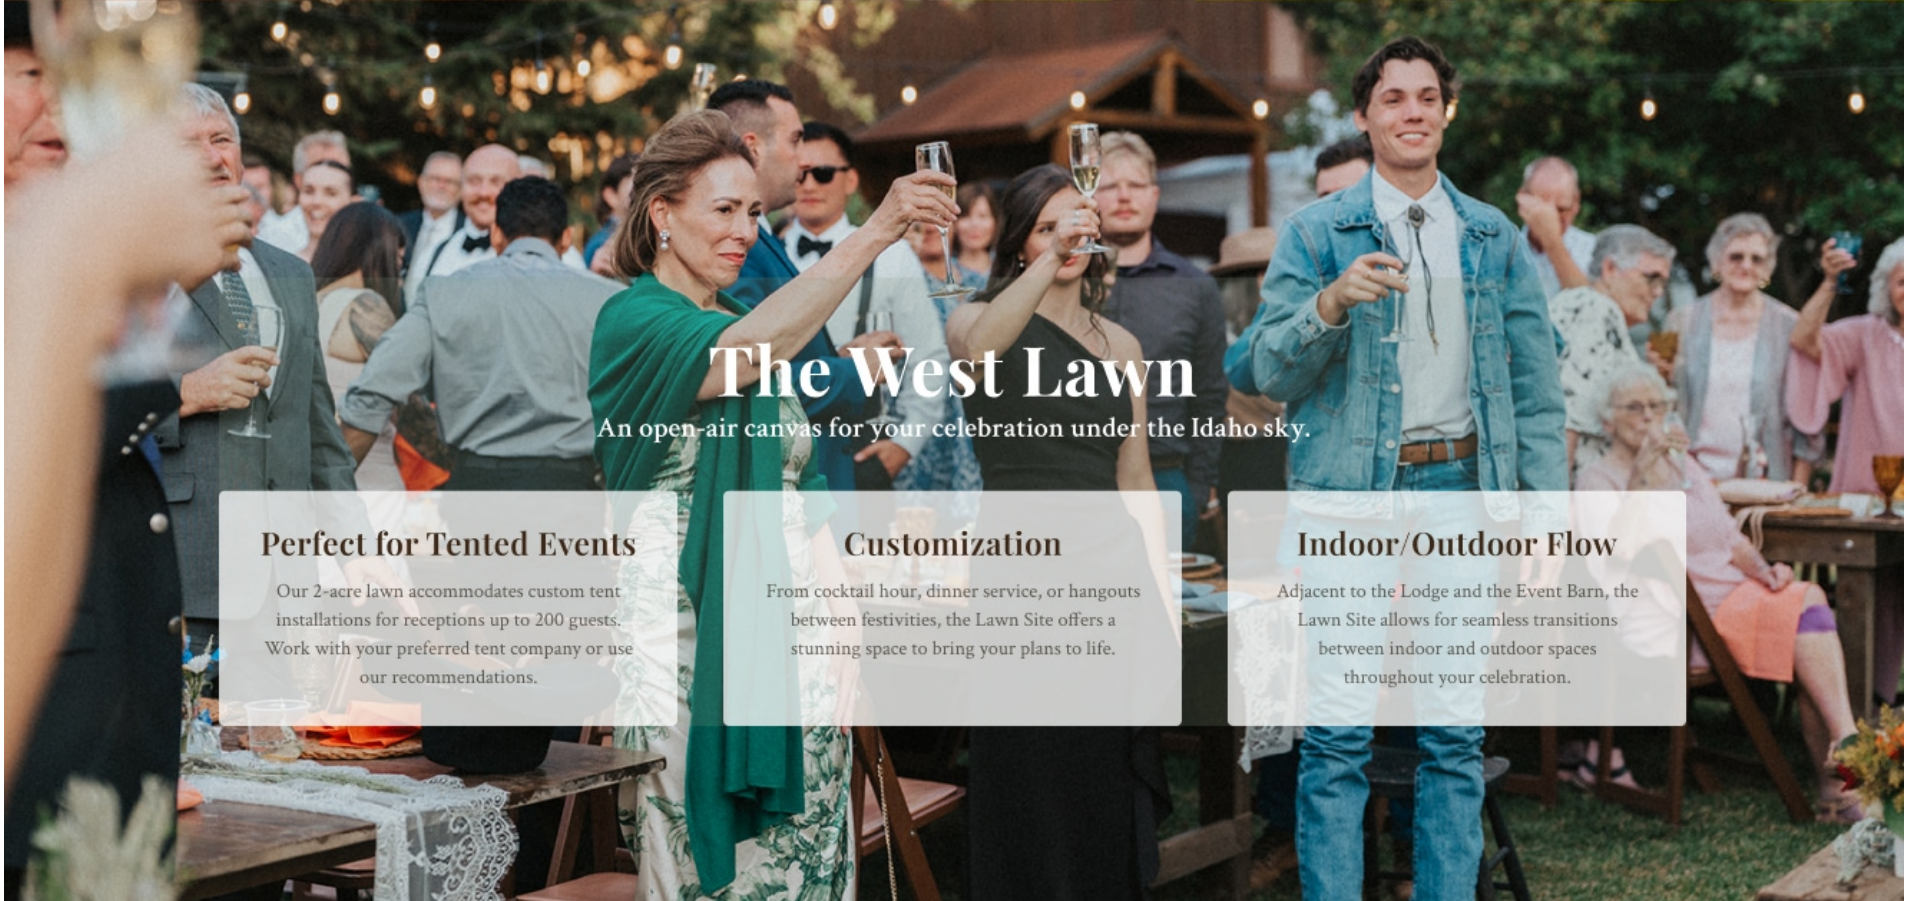 The West Lawn
An open-air canvas for your celebration under the Idaho sky.
Perfect for Tented Events
Our 2-acre lawn accommodates custom tent
installations for receptions up to 200 guests.
Work with your preferred tent company or use
our recommendations.
Customization
From cocktail hour, dinner service, or hangouts
between festivities, the Lawn Site offers a
stunning space to bring your plans to life.
Indoor/Outdoor Flow
Adjacent to the Lodge and the Event Barn, the
Lawn Site allows for seamless transitions
between indoor and outdoor spaces
throughout your celebration.